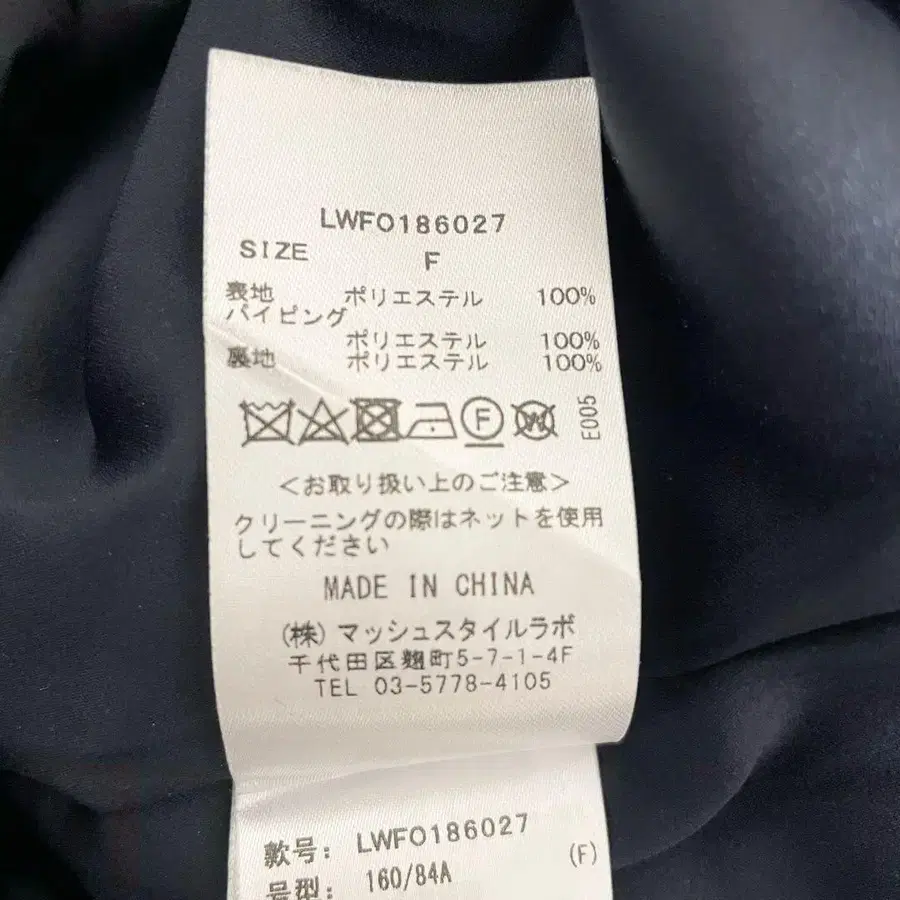 LWFO186027
SIZE F
表地 ポリエステル 100%
パイピング
ポリエステル 100%
裏地 ポリエステル 100%
F W E005
<お取り扱い上のご注意>
クリーニングの際はネットを使用
してください
MADE IN CHINA
(株) マッシュスタイルラボ
千代田区麹町5-7-1-4F
TEL 03-5778-4105
款号: LWFO186027
号型: 160/84A (F)